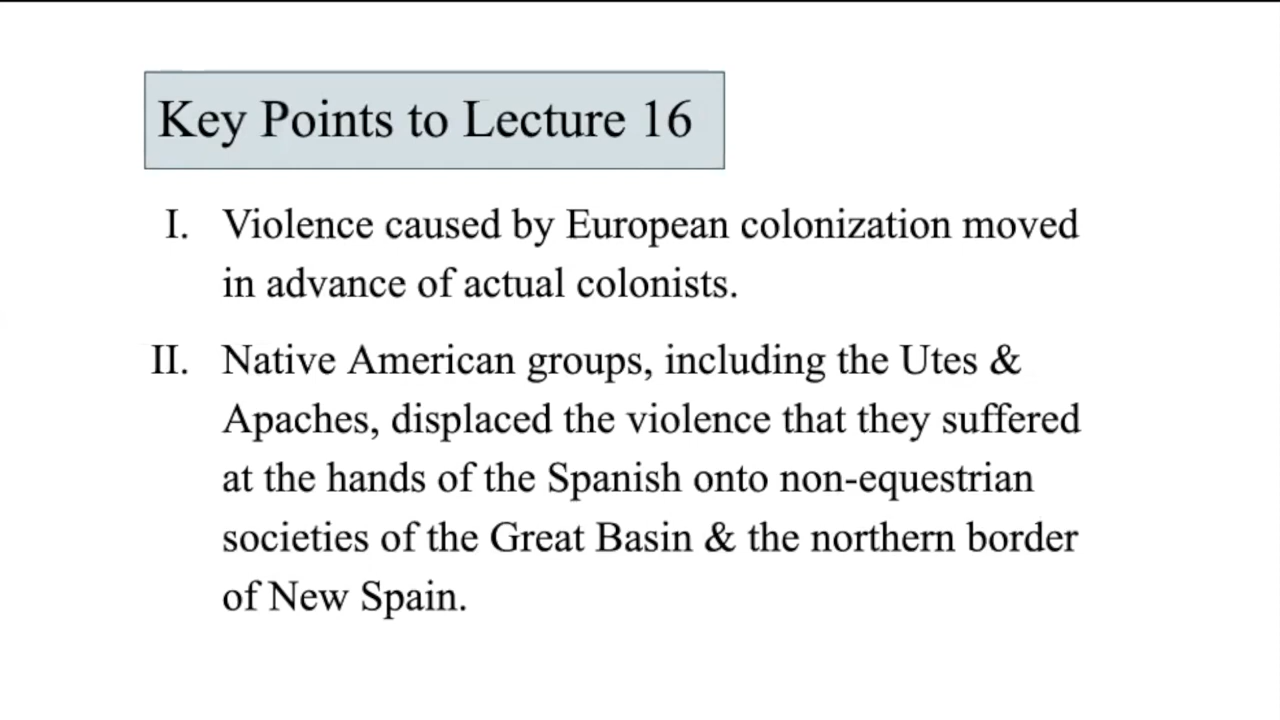 Key Points to Lecture 16
I. Violence caused by European colonization moved
in advance of actual colonists.
II. Native American groups, including the Utes &
Apaches, displaced the violence that they suffered
at the hands of the Spanish onto non-equestrian
societies of the Great Basin & the northern border
of New Spain.